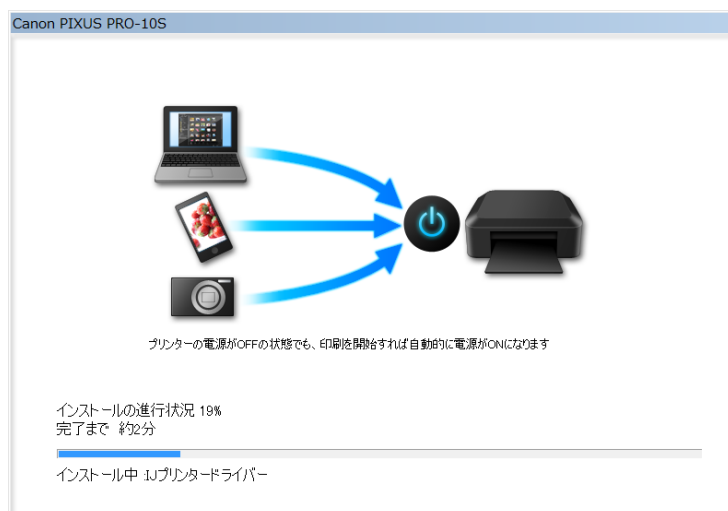 Canon PIXUS PRO-10S
プリンターの電源がOFFの状態でも、印刷を開始すれば自動的に電源がONになります
インストールの進行状況 19%
完了まで 約2分
インストール中 :IJプリンタードライバー